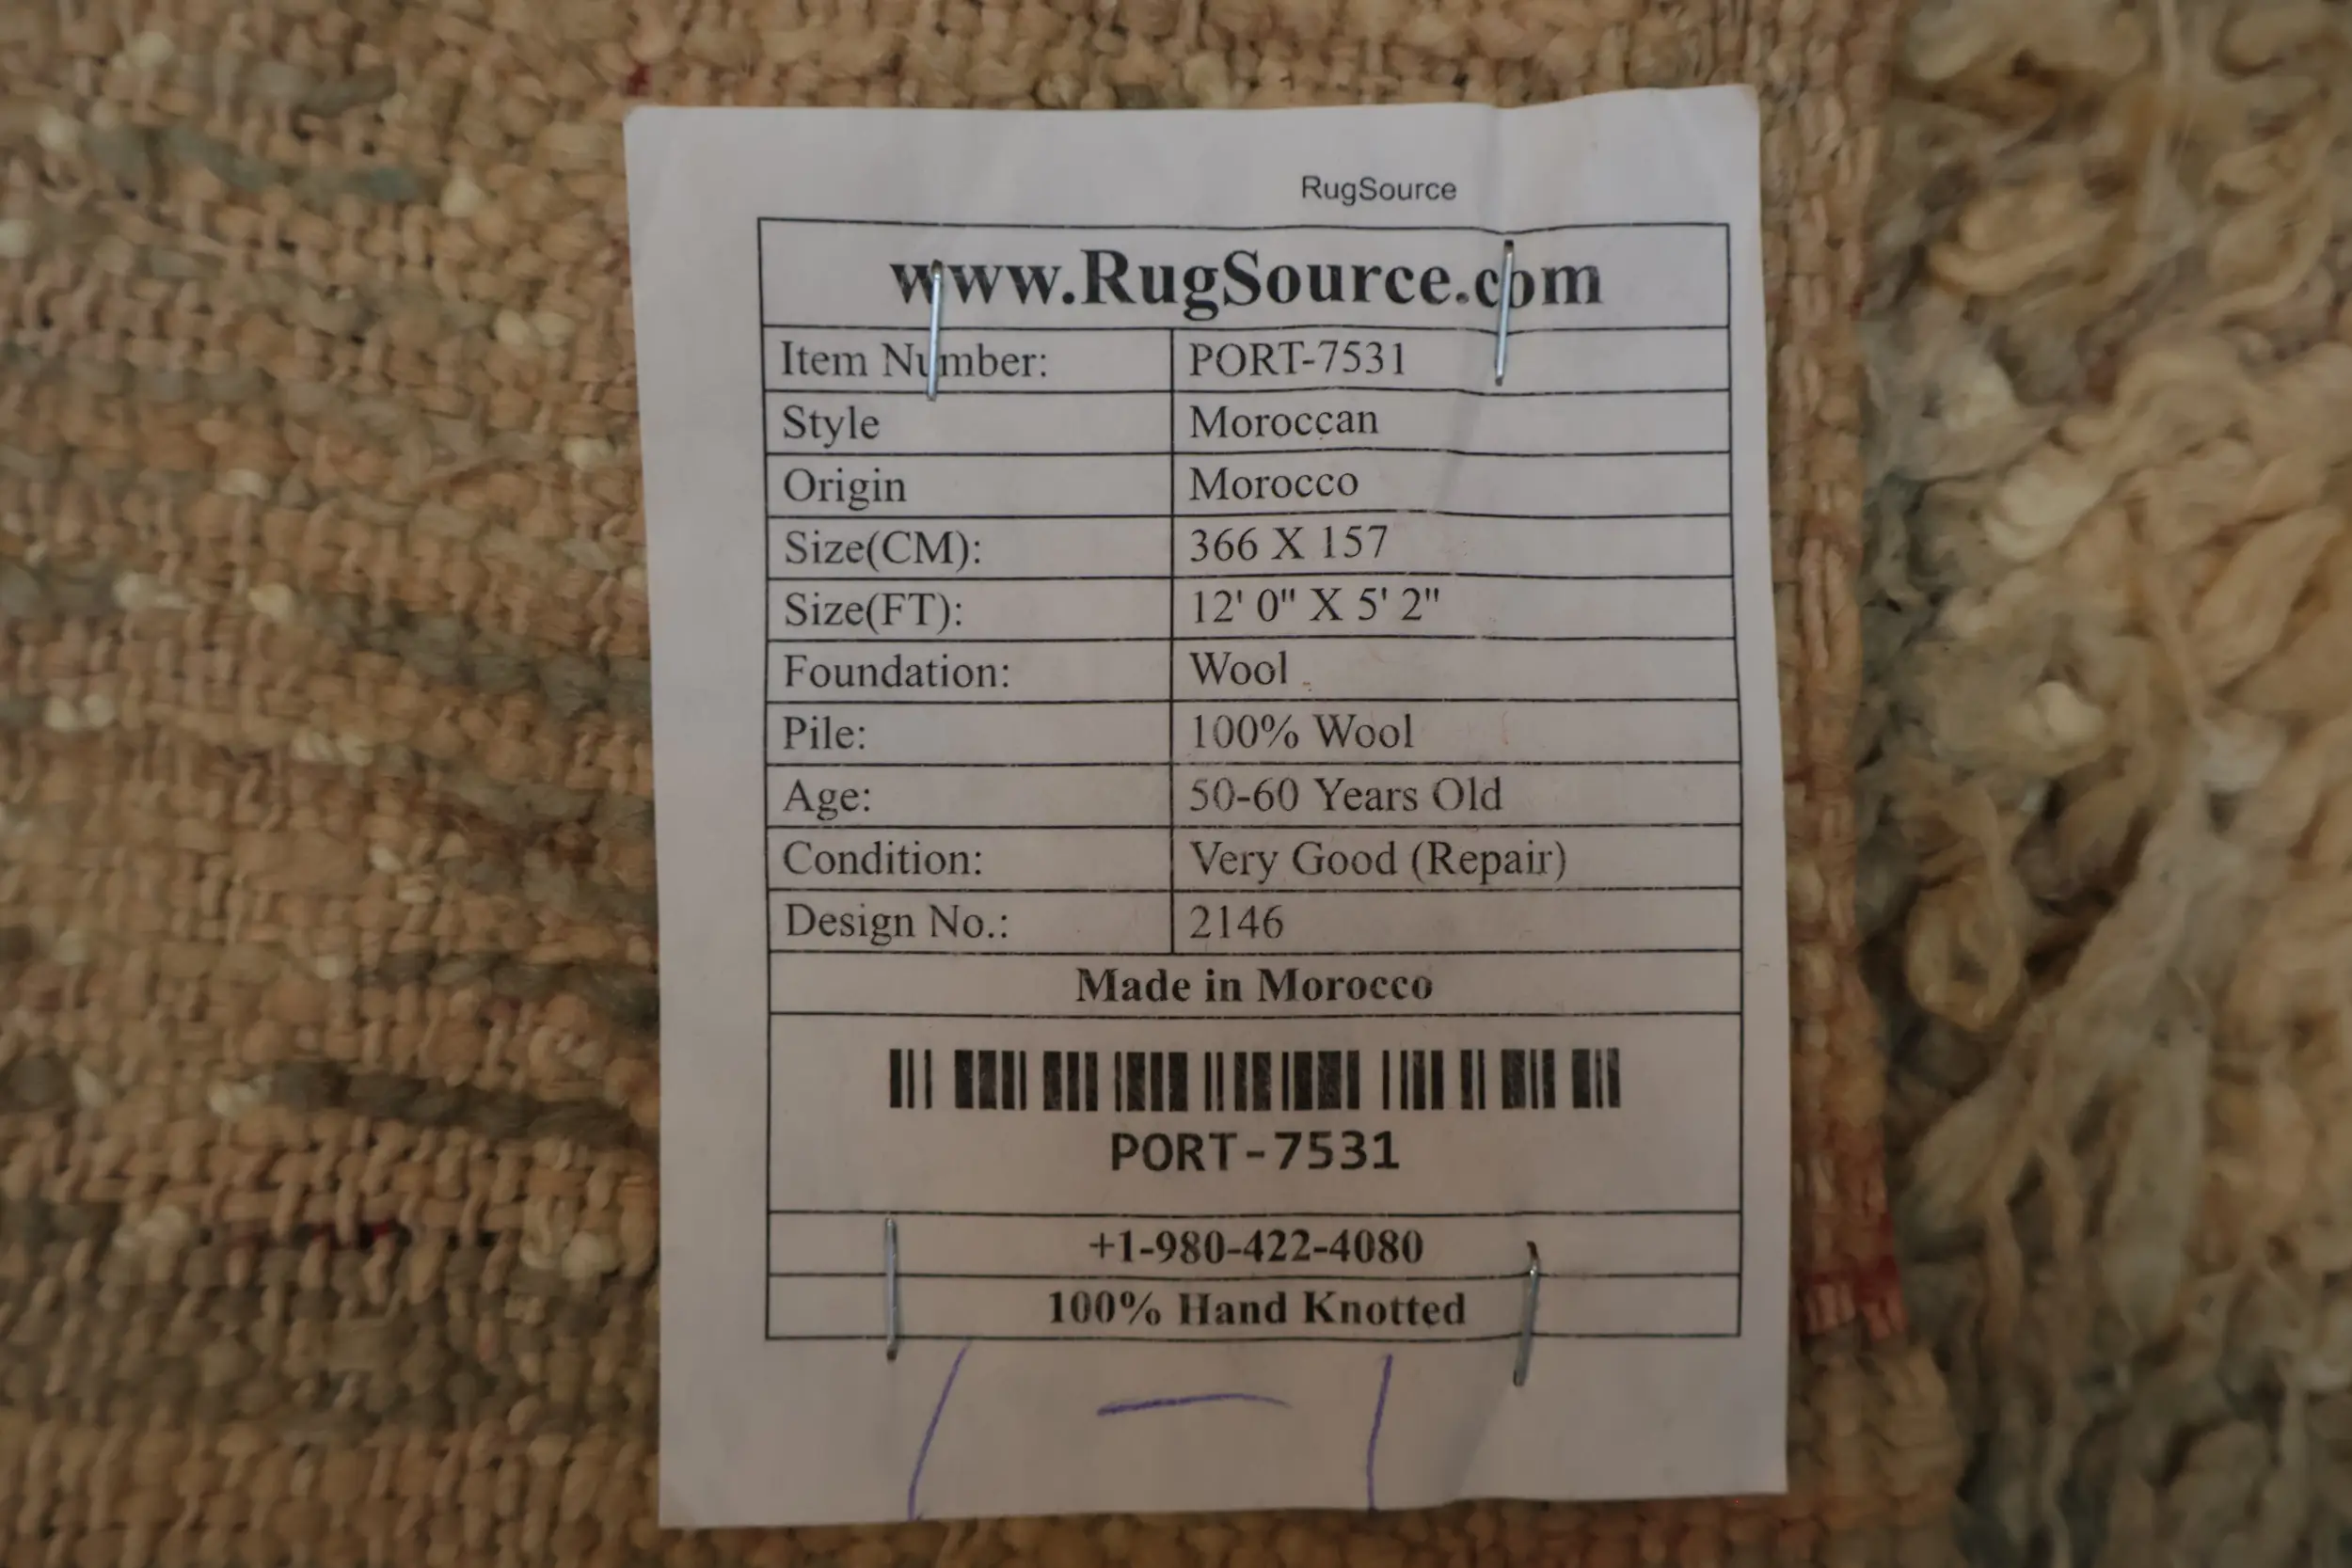 RugSource
www.RugSource.com
Item Number: PORT-7531
Style Moroccan
Origin Morocco
Size(CM): 366 X 157
Size(FT): 12' 0" X 5' 2"
Foundation: Wool
Pile: 100% Wool
Age: 50-60 Years Old
Condition: Very Good (Repair)
Design No.: 2146
Made in Morocco
PORT-7531
+1-980-422-4080
100% Hand Knotted
1 - 1